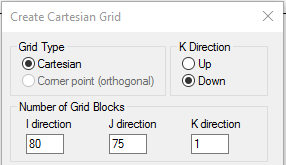 Create Cartesian Grid
Grid Type
Cartesian
Corner point (orthogonal)
K Direction
Up
Down
Number of Grid Blocks
I direction J direction K direction
80 75 1